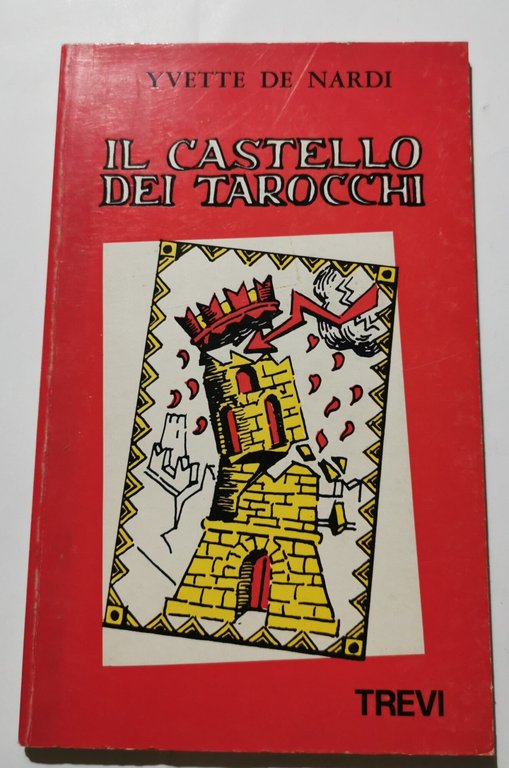 YVETTE DE NARDI
IL CASTELLO
DEI TAROCCHI
TREVI